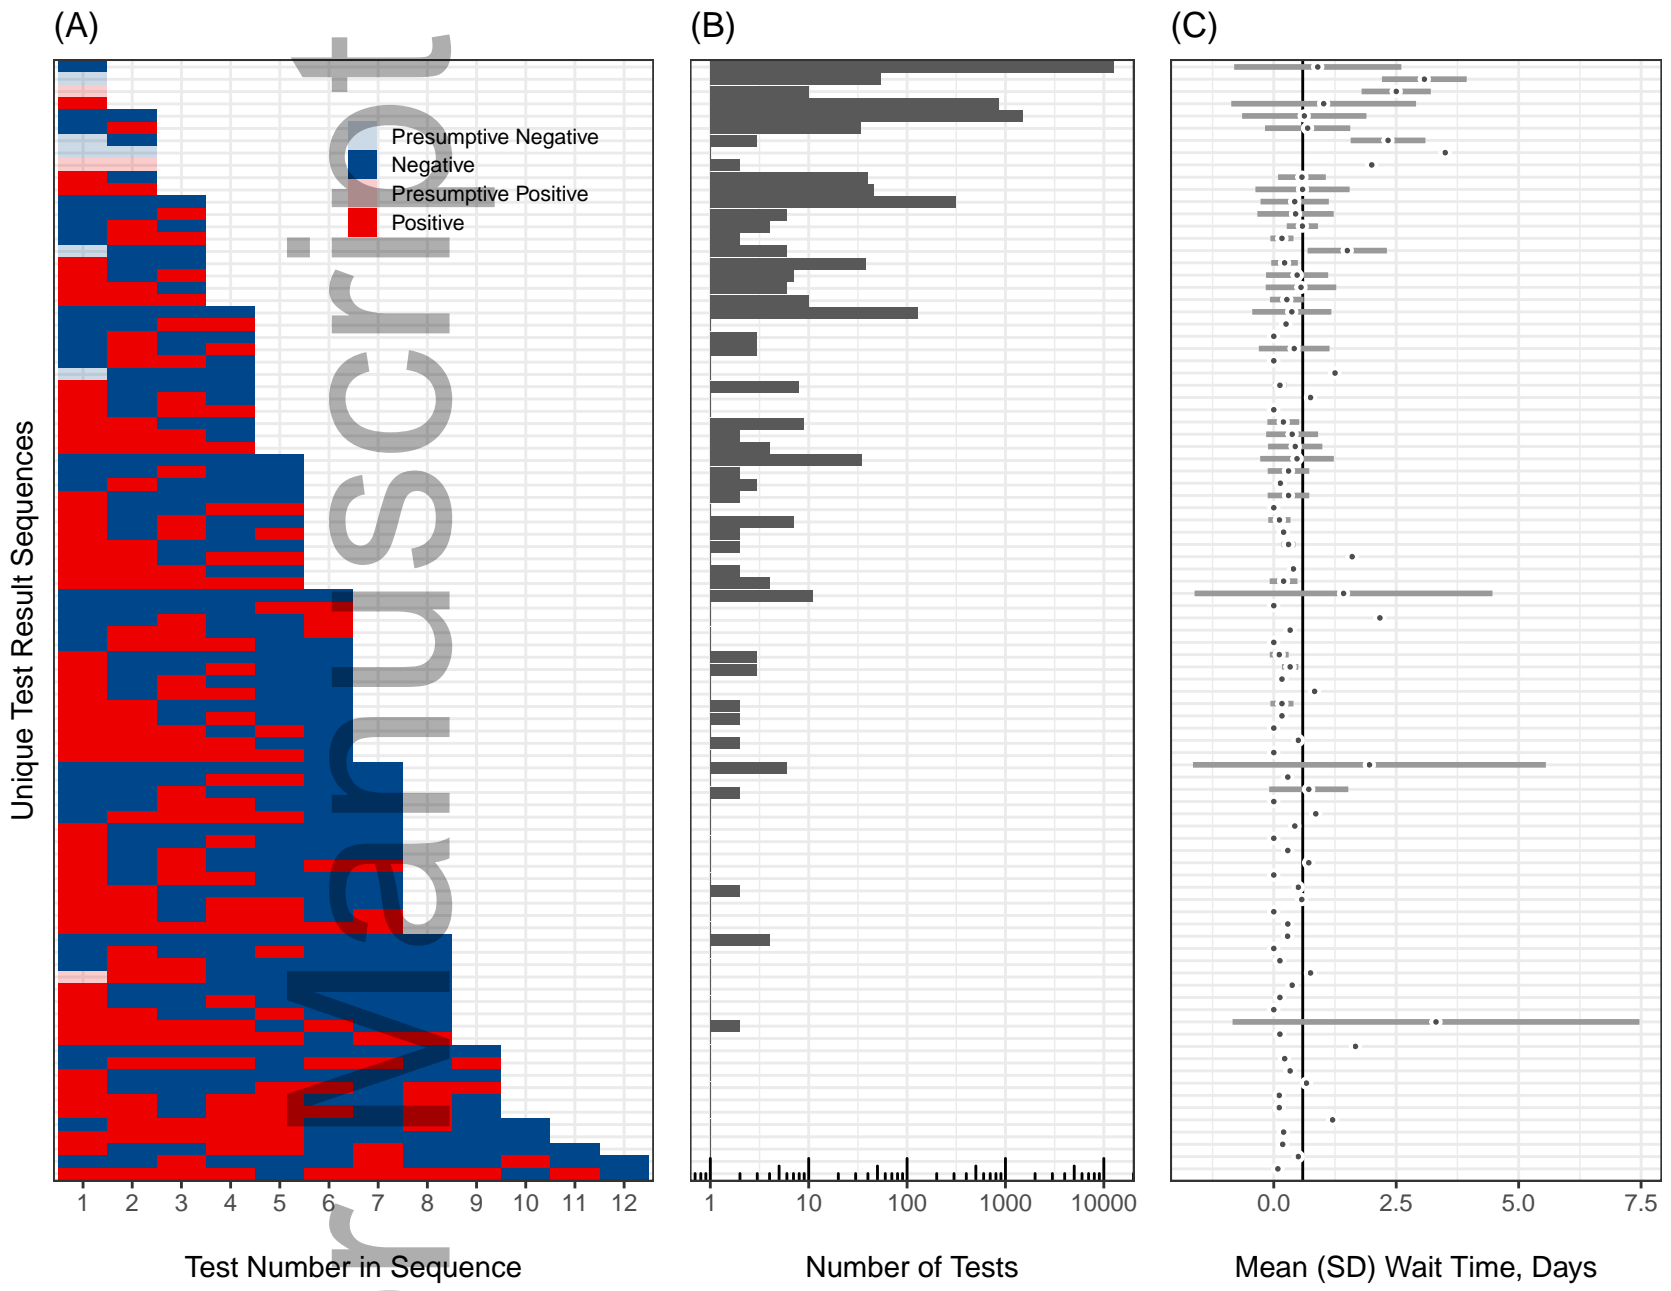 (A)
(B)
(C)
Presumptive Negative
Negative
Presumptive Positive
Positive
Unique Test Result Sequences
1 2 3 4 5 6 7 8 9 10 11 12
1 10 100 1000 10000
0.0 2.5 5.0 7.5
Test Number in Sequence
Number of Tests
Mean (SD) Wait Time, Days
r Manuscript